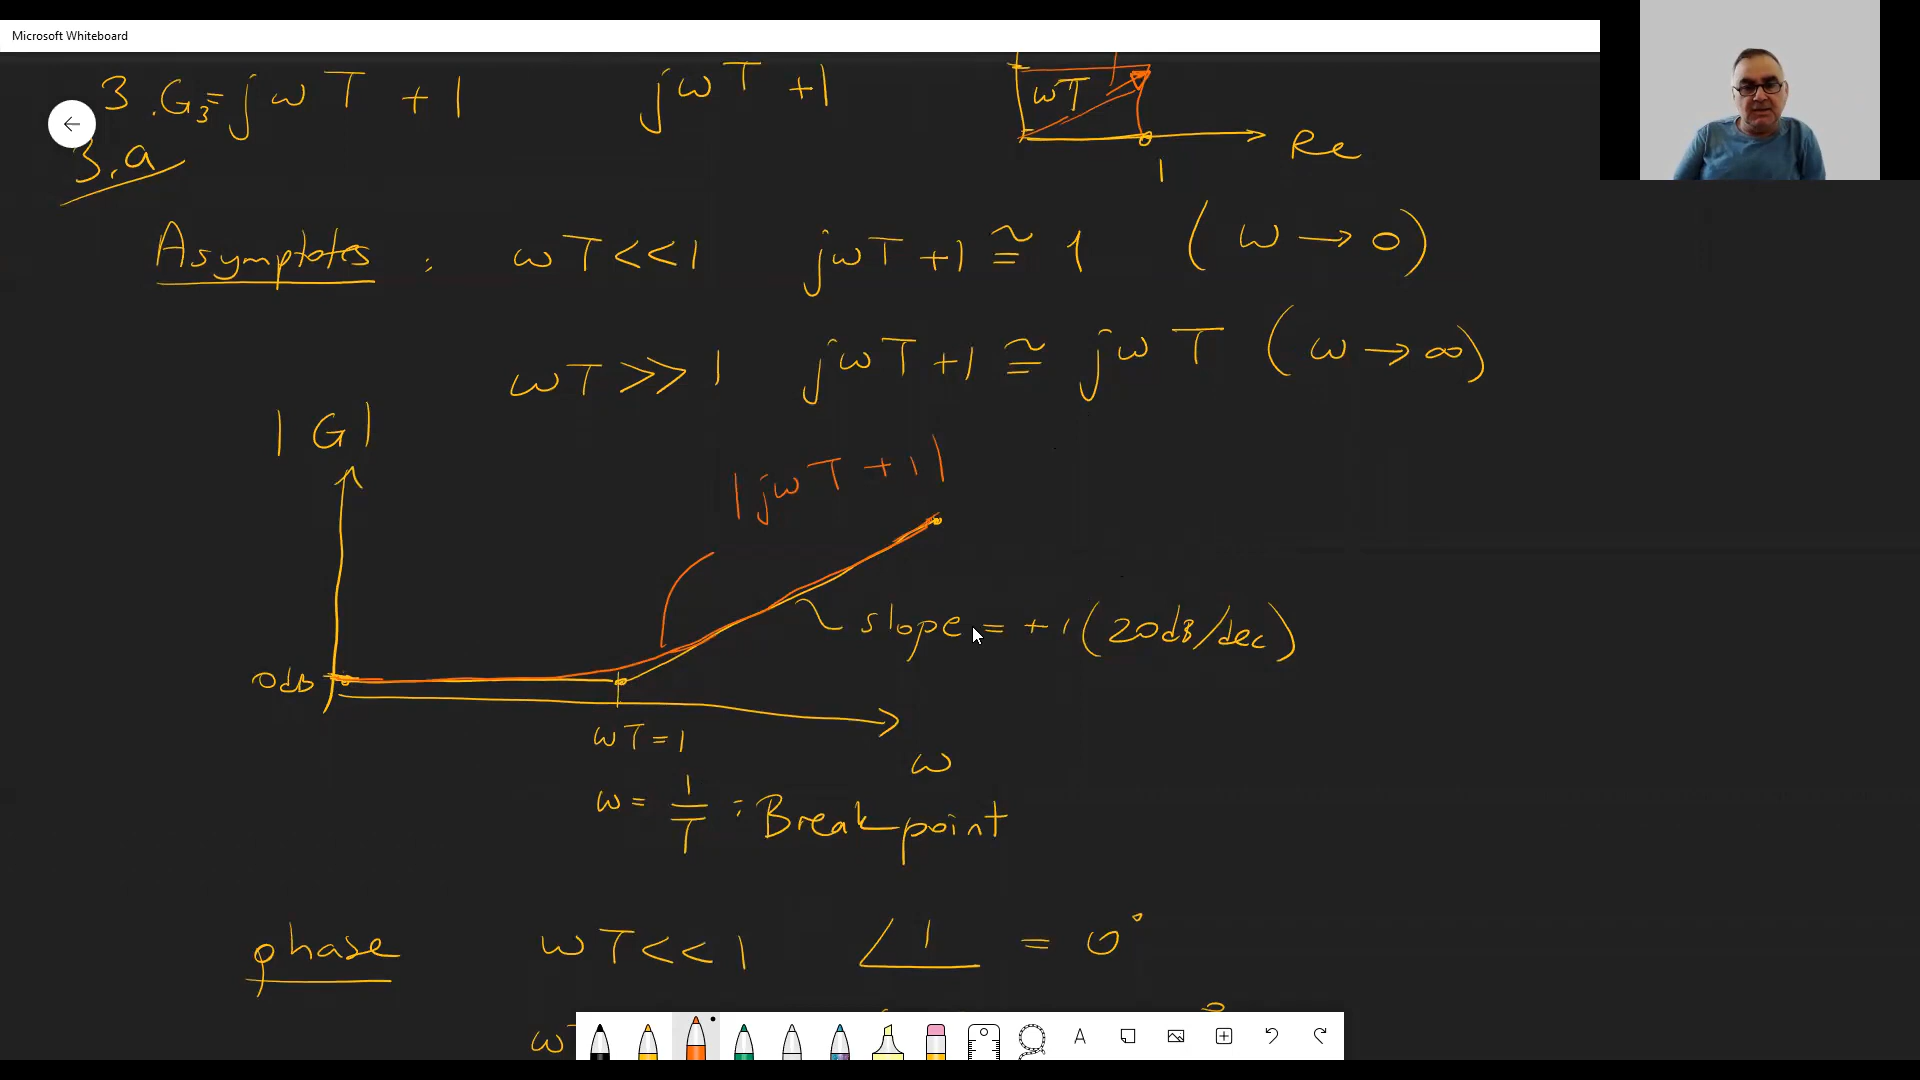 Microsoft Whiteboard
3. G₃ = jωT + 1 jωT + 1
ωT
Re
1
3.a
Asymptotes : ωT << 1 jωT + 1 ≅ 1 (ω → 0)
ωT >> 1 jωT + 1 ≅ jωT (ω → ∞)
|G|
|jωT + 1|
slope = +1 (20dB/dec)
0dB
ωT = 1
ω
ω = 1/T : Breakpoint
phase ωT << 1 ∠1 = 0°
A